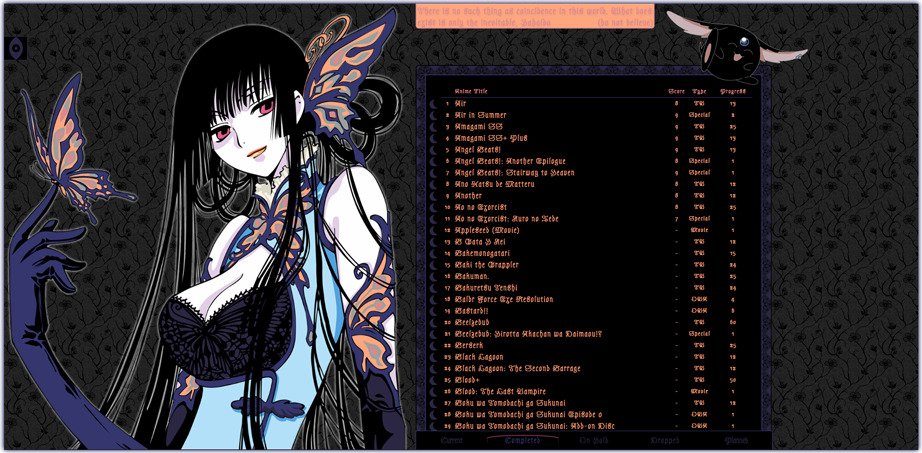 There is no such thing as coincidence in this world. What does
exist is only the inevitable.
Anime Title Score Type Progress
1 Air 8 TV 13
2 Air in Summer 9 Special 2
3 Amagami SS 9 TV 25
4 Amagami SS+ Plus 9 TV 13
5 Angel Beats! 9 TV 13
6 Angel Beats!: Another Epilogue 8 Special 1
7 Angel Beats!: Stairway to Heaven 9 Special 1
8 Ano Natsu de Matteru 8 TV 12
9 Another 8 TV 12
10 Ao no Exorcist 8 TV 25
11 Ao no Exorcist: Kuro no Iede 7 Special 1
12 Appleseed (Movie) - Movie 1
13 B Gata H Kei - TV 12
14 Bakemonogatari - TV 15
15 Baki the Grappler - TV 24
16 Bakuman. - TV 25
17 Bakuretsu Tenshi - TV 24
18 Baldr Force Exe Resolution - OVA 4
19 Bastard!! - OVA 6
20 Beelzebub - TV 60
21 Beelzebub: Hirotta Akachan wa Daimaou!? - Special 1
22 Berserk - TV 25
23 Black Lagoon - TV 12
24 Black Lagoon: The Second Barrage - TV 12
25 Blood+ - TV 50
26 Blood: The Last Vampire - Movie 1
27 Boku wa Tomodachi ga Sukunai - TV 12
28 Boku wa Tomodachi ga Sukunai Episode 0 - OVA 1
29 Boku wa Tomodachi ga Sukunai: Add-on Disc - OVA 1
Current Completed On Hold Dropped Planned